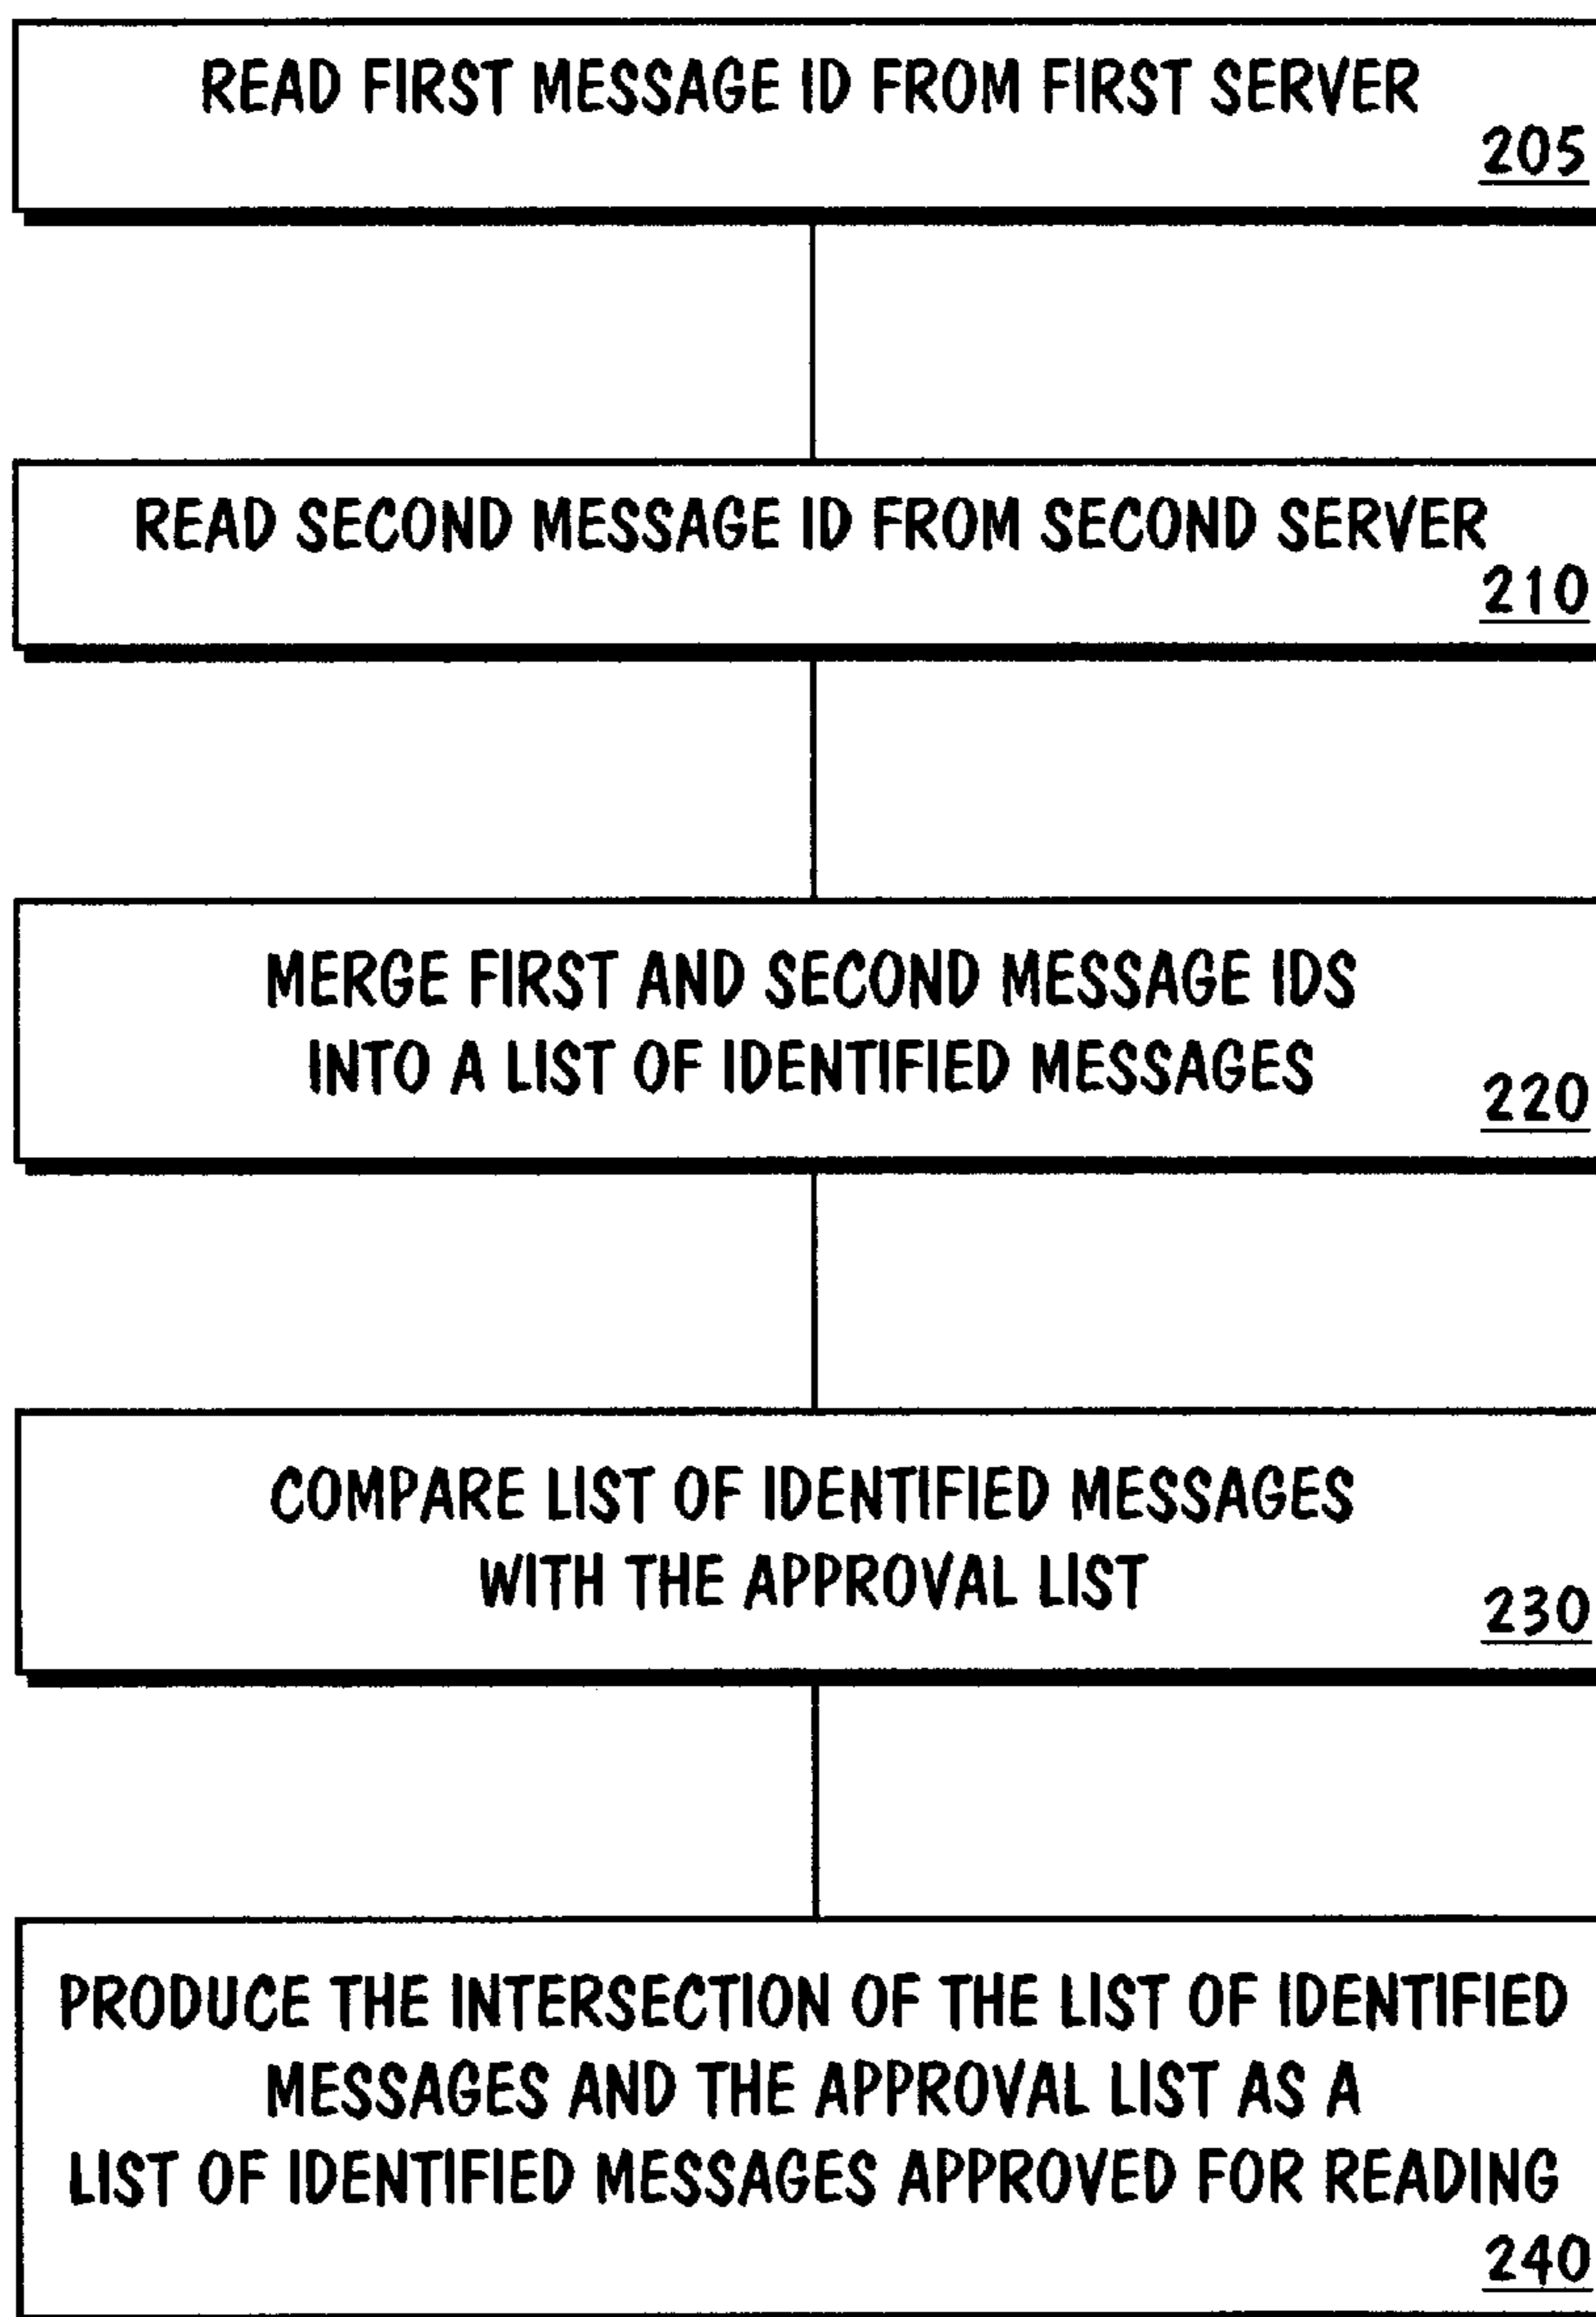 READ FIRST MESSAGE ID FROM FIRST SERVER
205
READ SECOND MESSAGE ID FROM SECOND SERVER
210
MERGE FIRST AND SECOND MESSAGE IDS
INTO A LIST OF IDENTIFIED MESSAGES
220
COMPARE LIST OF IDENTIFIED MESSAGES
WITH THE APPROVAL LIST
230
PRODUCE THE INTERSECTION OF THE LIST OF IDENTIFIED
MESSAGES AND THE APPROVAL LIST AS A
LIST OF IDENTIFIED MESSAGES APPROVED FOR READING
240